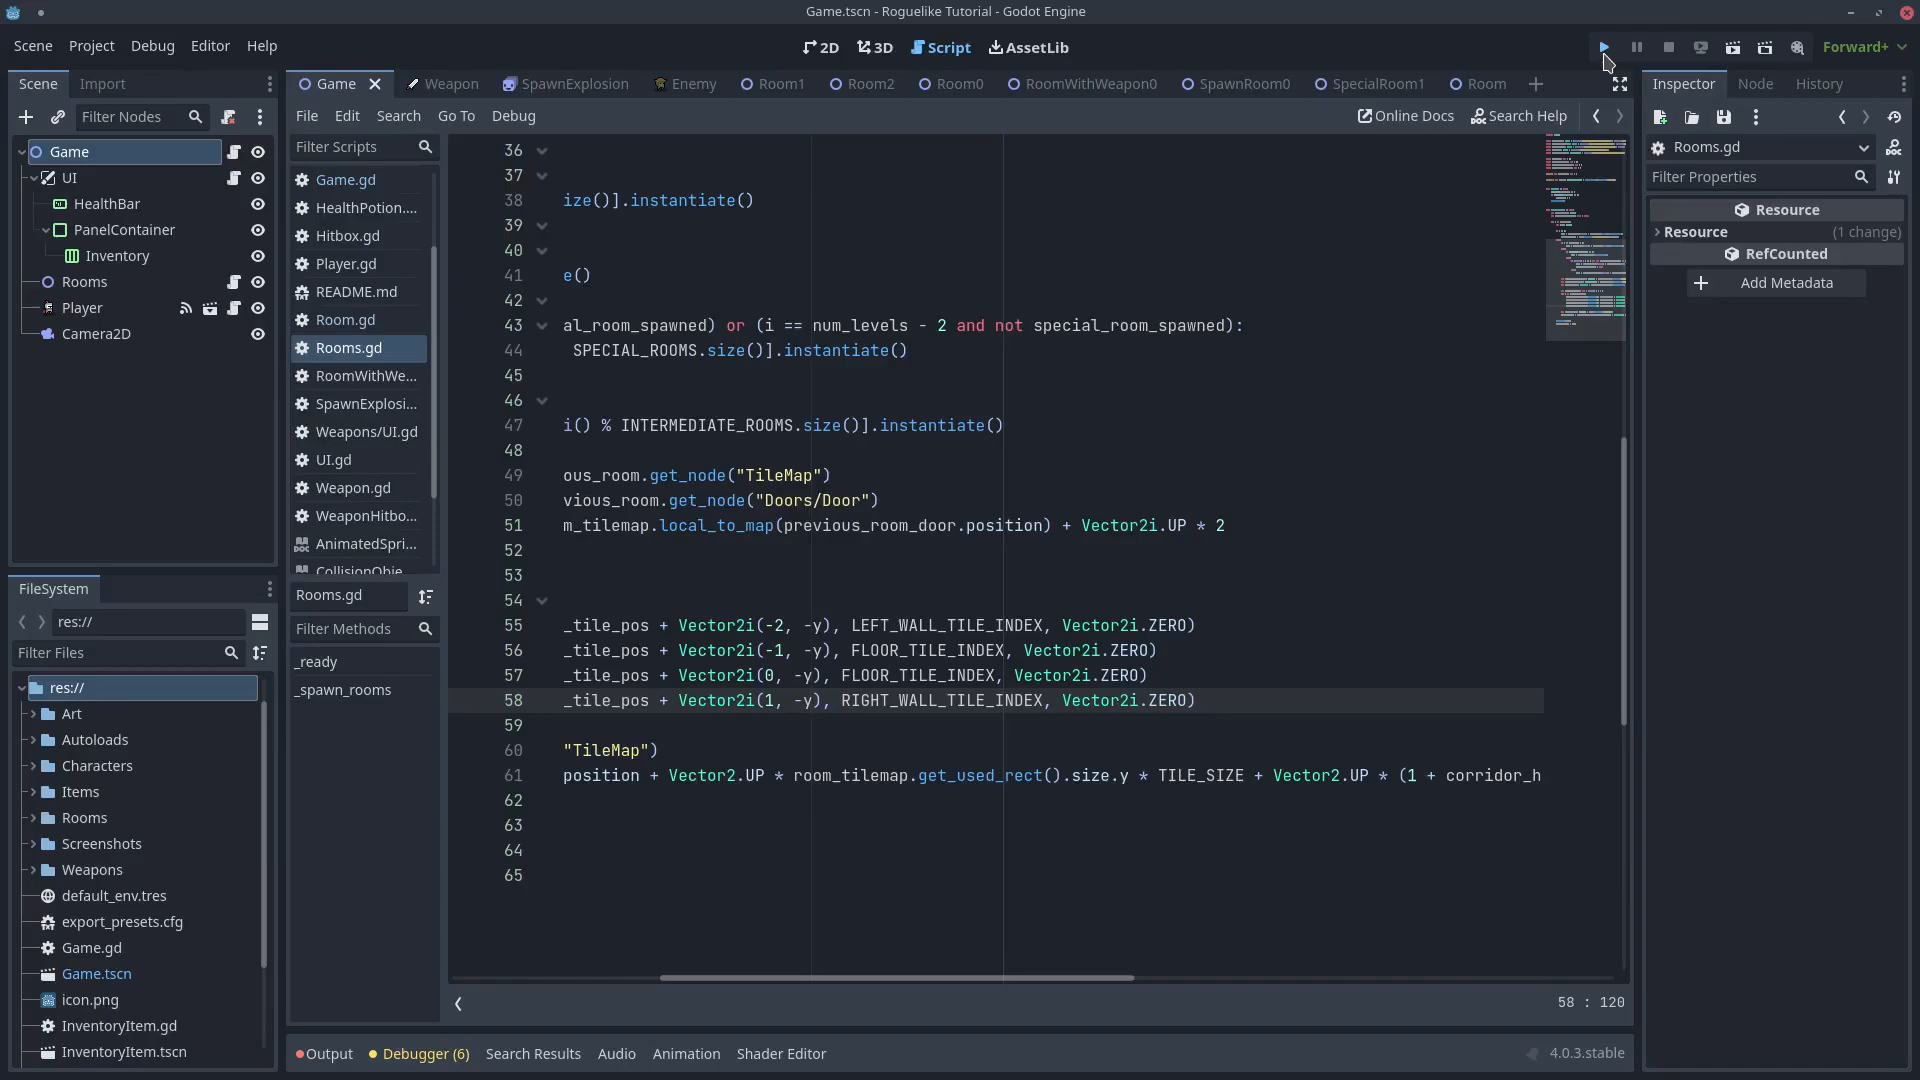 Game.tscn - Roguelike Tutorial - Godot Engine
Scene Project Debug Editor Help
2D 3D Script AssetLib
Forward+
Scene Import
Filter Nodes
Game
UI
HealthBar
PanelContainer
Inventory
Rooms
Player
Camera2D
FileSystem
res://
Filter Files
res://
Art
Autoloads
Characters
Items
Rooms
Screenshots
Weapons
default_env.tres
export_presets.cfg
Game.gd
Game.tscn
icon.png
InventoryItem.gd
InventoryItem.tscn
Game Weapon SpawnExplosion Enemy Room1 Room2 Room0 RoomWithWeapon0 SpawnRoom0 SpecialRoom1 Room
File Edit Search Go To Debug
Online Docs Search Help
Filter Scripts
Game.gd
HealthPotion....
Hitbox.gd
Player.gd
README.md
Room.gd
Rooms.gd
RoomWithWe...
SpawnExplosi...
Weapons/UI.gd
UI.gd
Weapon.gd
WeaponHitbo...
AnimatedSpri...
CollisionObje
Rooms.gd
Filter Methods
_ready
_spawn_rooms
36
37
38 ize()].instantiate()
39
40
41 e()
42
43 al_room_spawned) or (i == num_levels - 2 and not special_room_spawned):
44 SPECIAL_ROOMS.size()].instantiate()
45
46
47 i() % INTERMEDIATE_ROOMS.size()].instantiate()
48
49 ous_room.get_node("TileMap")
50 vious_room.get_node("Doors/Door")
51 m_tilemap.local_to_map(previous_room_door.position) + Vector2i.UP * 2
52
53
54
55 _tile_pos + Vector2i(-2, -y), LEFT_WALL_TILE_INDEX, Vector2i.ZERO)
56 _tile_pos + Vector2i(-1, -y), FLOOR_TILE_INDEX, Vector2i.ZERO)
57 _tile_pos + Vector2i(0, -y), FLOOR_TILE_INDEX, Vector2i.ZERO)
58 _tile_pos + Vector2i(1, -y), RIGHT_WALL_TILE_INDEX, Vector2i.ZERO)
59
60 "TileMap")
61 position + Vector2.UP * room_tilemap.get_used_rect().size.y * TILE_SIZE + Vector2.UP * (1 + corridor_h
62
63
64
65
58 : 120
Output Debugger (6) Search Results Audio Animation Shader Editor
4.0.3.stable
Inspector Node History
Rooms.gd
Filter Properties
Resource
Resource (1 change)
RefCounted
Add Metadata